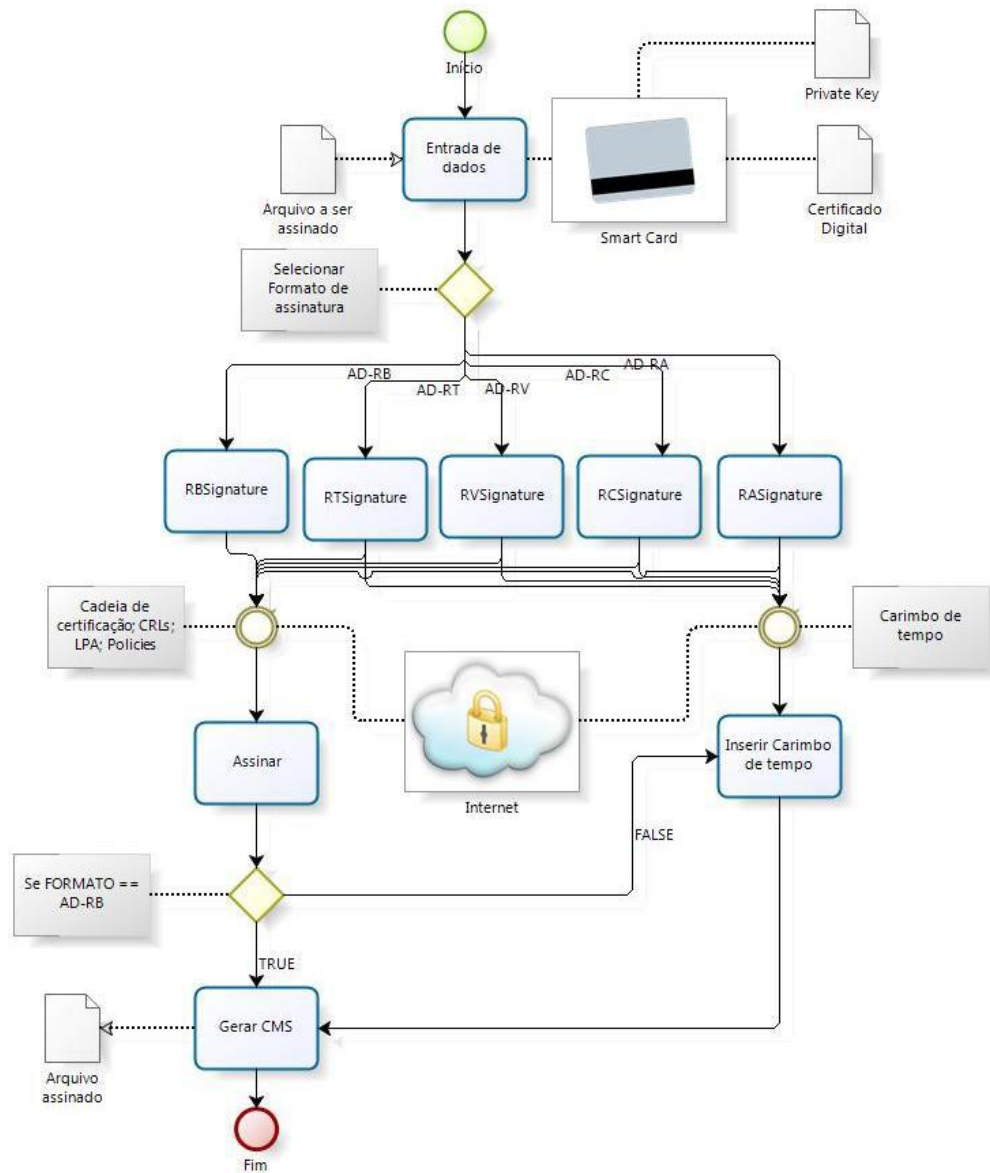 Início
Private Key
Entrada de
dados
Arquivo a ser
assinado
Smart Card
Certificado
Digital
Selecionar
Formato de
assinatura
AD-RB
AD-RT
AD-RV
AD-RC
AD-RA
RBSignature
RTSignature
RVSignature
RCSignature
RASignature
Cadeia de
certificação; CRLs;
LPA; Policies
Carimbo de
tempo
Assinar
Internet
Inserir Carimbo
de tempo
FALSE
Se FORMATO ==
AD-RB
TRUE
Gerar CMS
Arquivo
assinado
Fim